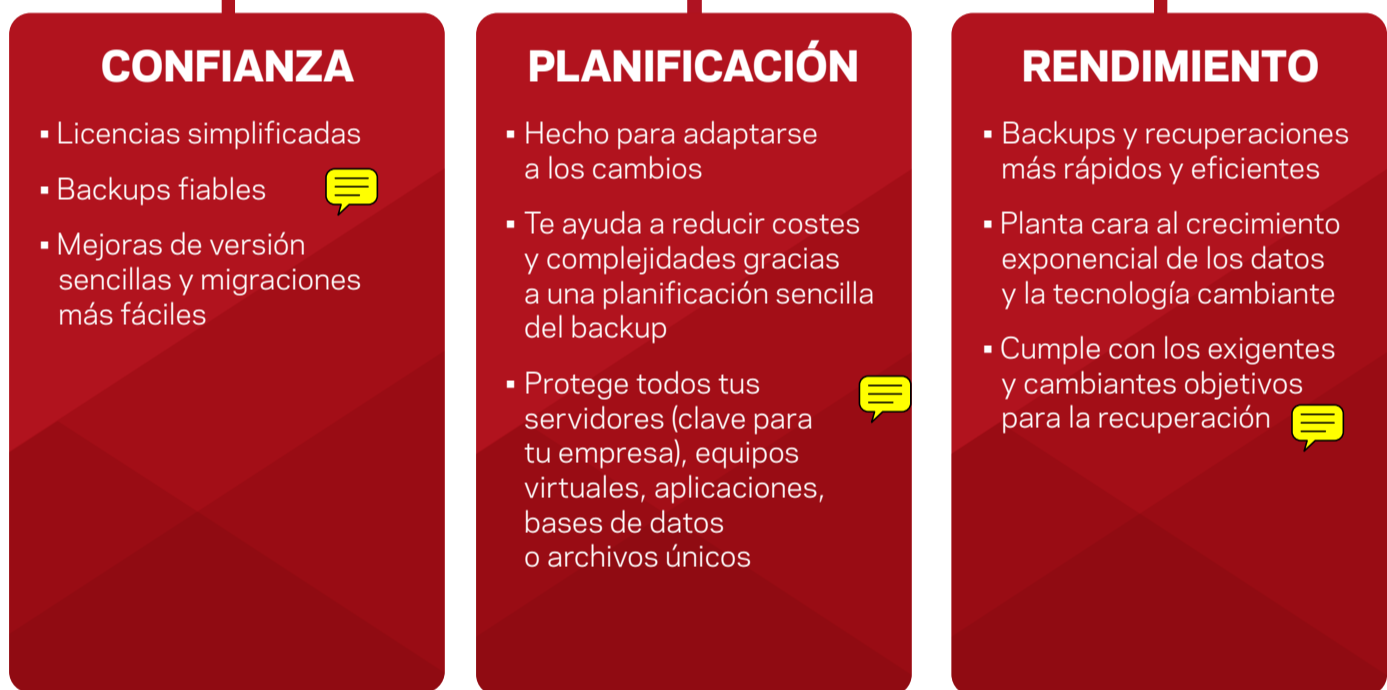 CONFIANZA
▪ Licencias simplificadas
▪ Backups fiables
▪ Mejoras de versión
sencillas y migraciones
más fáciles
PLANIFICACIÓN
▪ Hecho para adaptarse
a los cambios
▪ Te ayuda a reducir costes
y complejidades gracias
a una planificación sencilla
del backup
▪ Protege todos tus
servidores (clave para
tu empresa), equipos
virtuales, aplicaciones,
bases de datos
o archivos únicos
RENDIMIENTO
▪ Backups y recuperaciones
más rápidos y eficientes
▪ Planta cara al crecimiento
exponencial de los datos
y la tecnología cambiante
▪ Cumple con los exigentes
y cambiantes objetivos
para la recuperación